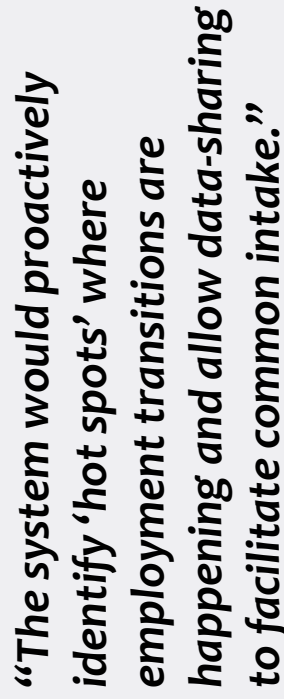 “The system would proactively
identify ‘hot spots’ where
employment transitions are
happening and allow data-sharing
to facilitate common intake.”